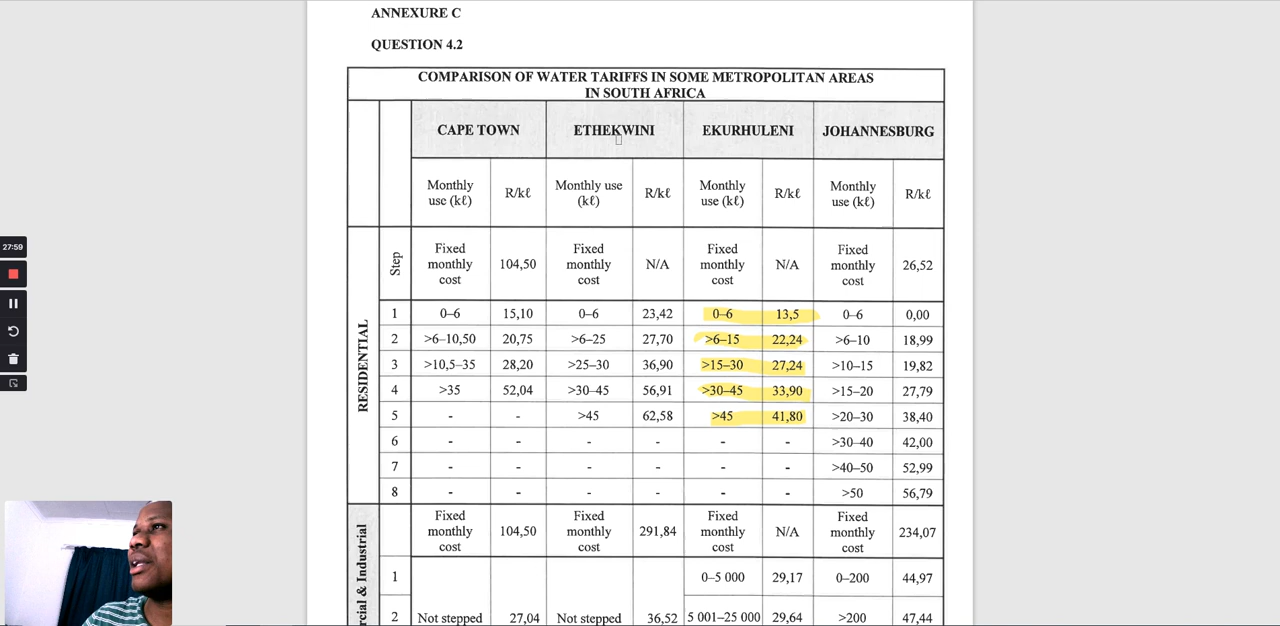 ANNEXURE C
QUESTION 4.2
COMPARISON OF WATER TARIFFS IN SOME METROPOLITAN AREAS
IN SOUTH AFRICA
CAPE TOWN ETHEKWINI EKURHULENI JOHANNESBURG
Monthly use (kℓ) R/kℓ Monthly use (kℓ) R/kℓ Monthly use (kℓ) R/kℓ Monthly use (kℓ) R/kℓ
RESIDENTIAL
Step Fixed monthly cost 104,50 Fixed monthly cost N/A Fixed monthly cost N/A Fixed monthly cost 26,52
1 0–6 15,10 0–6 23,42 0–6 13,5 0–6 0,00
2 >6–10,50 20,75 >6–25 27,70 >6–15 22,24 >6–10 18,99
3 >10,5–35 28,20 >25–30 36,90 >15–30 27,24 >10–15 19,82
4 >35 52,04 >30–45 56,91 >30–45 33,90 >15–20 27,79
5 - - >45 62,58 >45 41,80 >20–30 38,40
6 - - - - - - >30–40 42,00
7 - - - - - - >40–50 52,99
8 - - - - - - >50 56,79
rcial & Industrial
Fixed monthly cost 104,50 Fixed monthly cost 291,84 Fixed monthly cost N/A Fixed monthly cost 234,07
1 0–5 000 29,17 0–200 44,97
2 Not stepped 27,04 Not stepped 36,52 5 001–25 000 29,64 >200 47,44
27:59